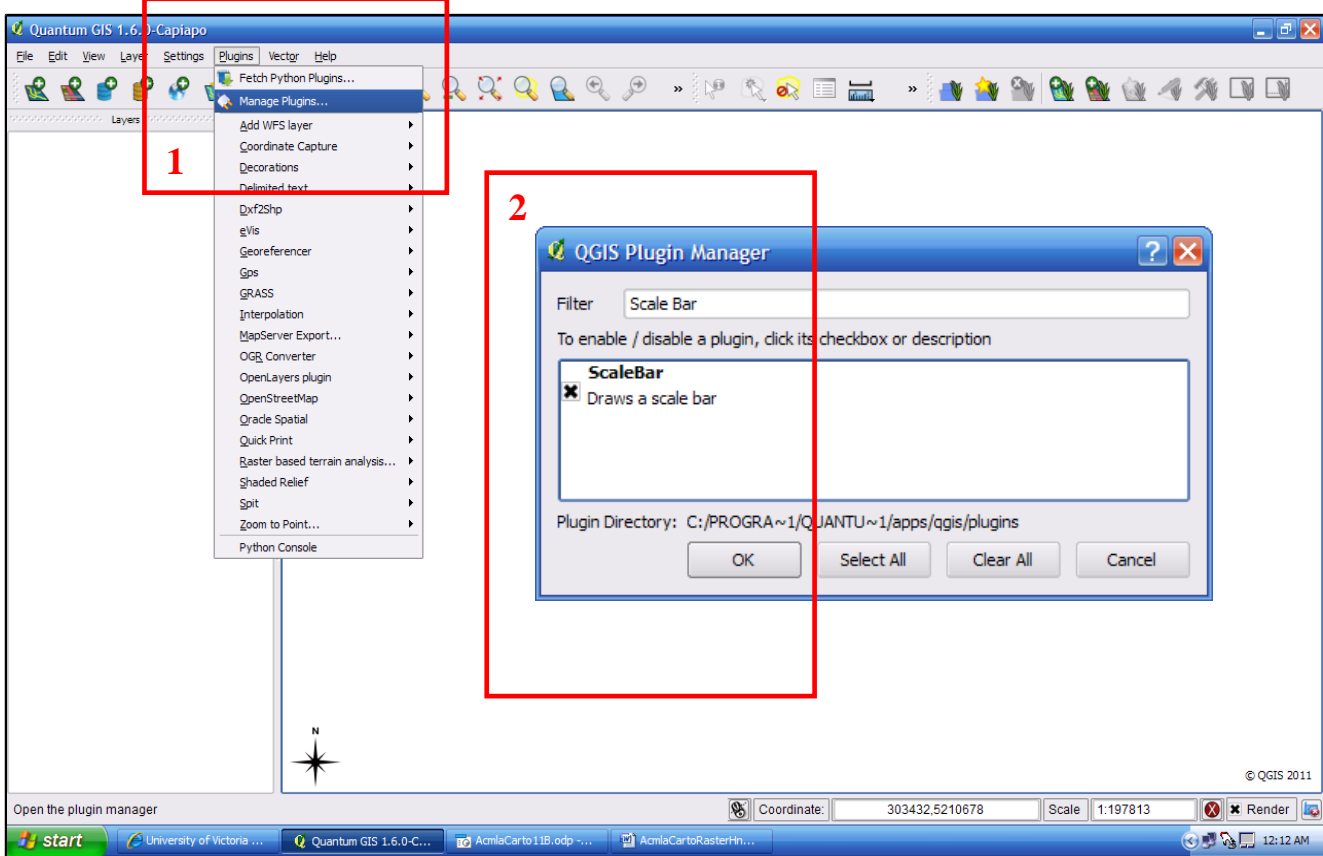 Quantum GIS 1.6.0-Capiapo
File Edit View Layer Settings Plugins Vector Help
Fetch Python Plugins...
Manage Plugins...
Layers
Add WFS layer
Coordinate Capture
1
Decorations
Delimited text
Dxf2Shp
eVis
Georeferencer
Gps
GRASS
Interpolation
MapServer Export...
OGR Converter
OpenLayers plugin
OpenStreetMap
Oracle Spatial
Quick Print
Raster based terrain analysis...
Shaded Relief
Spit
Zoom to Point...
Python Console
2
QGIS Plugin Manager
Filter Scale Bar
To enable / disable a plugin, click its checkbox or description
ScaleBar
Draws a scale bar
Plugin Directory: C:/PROGRA~1/QUANTU~1/apps/qgis/plugins
OK Select All Clear All Cancel
N
© QGIS 2011
Open the plugin manager Coordinate: 303432,5210678 Scale 1:197813 Render
start University of Victoria ... Quantum GIS 1.6.0-C... AcmlaCarto11B.odp -... AcmlaCartoRasterHn... 12:12 AM